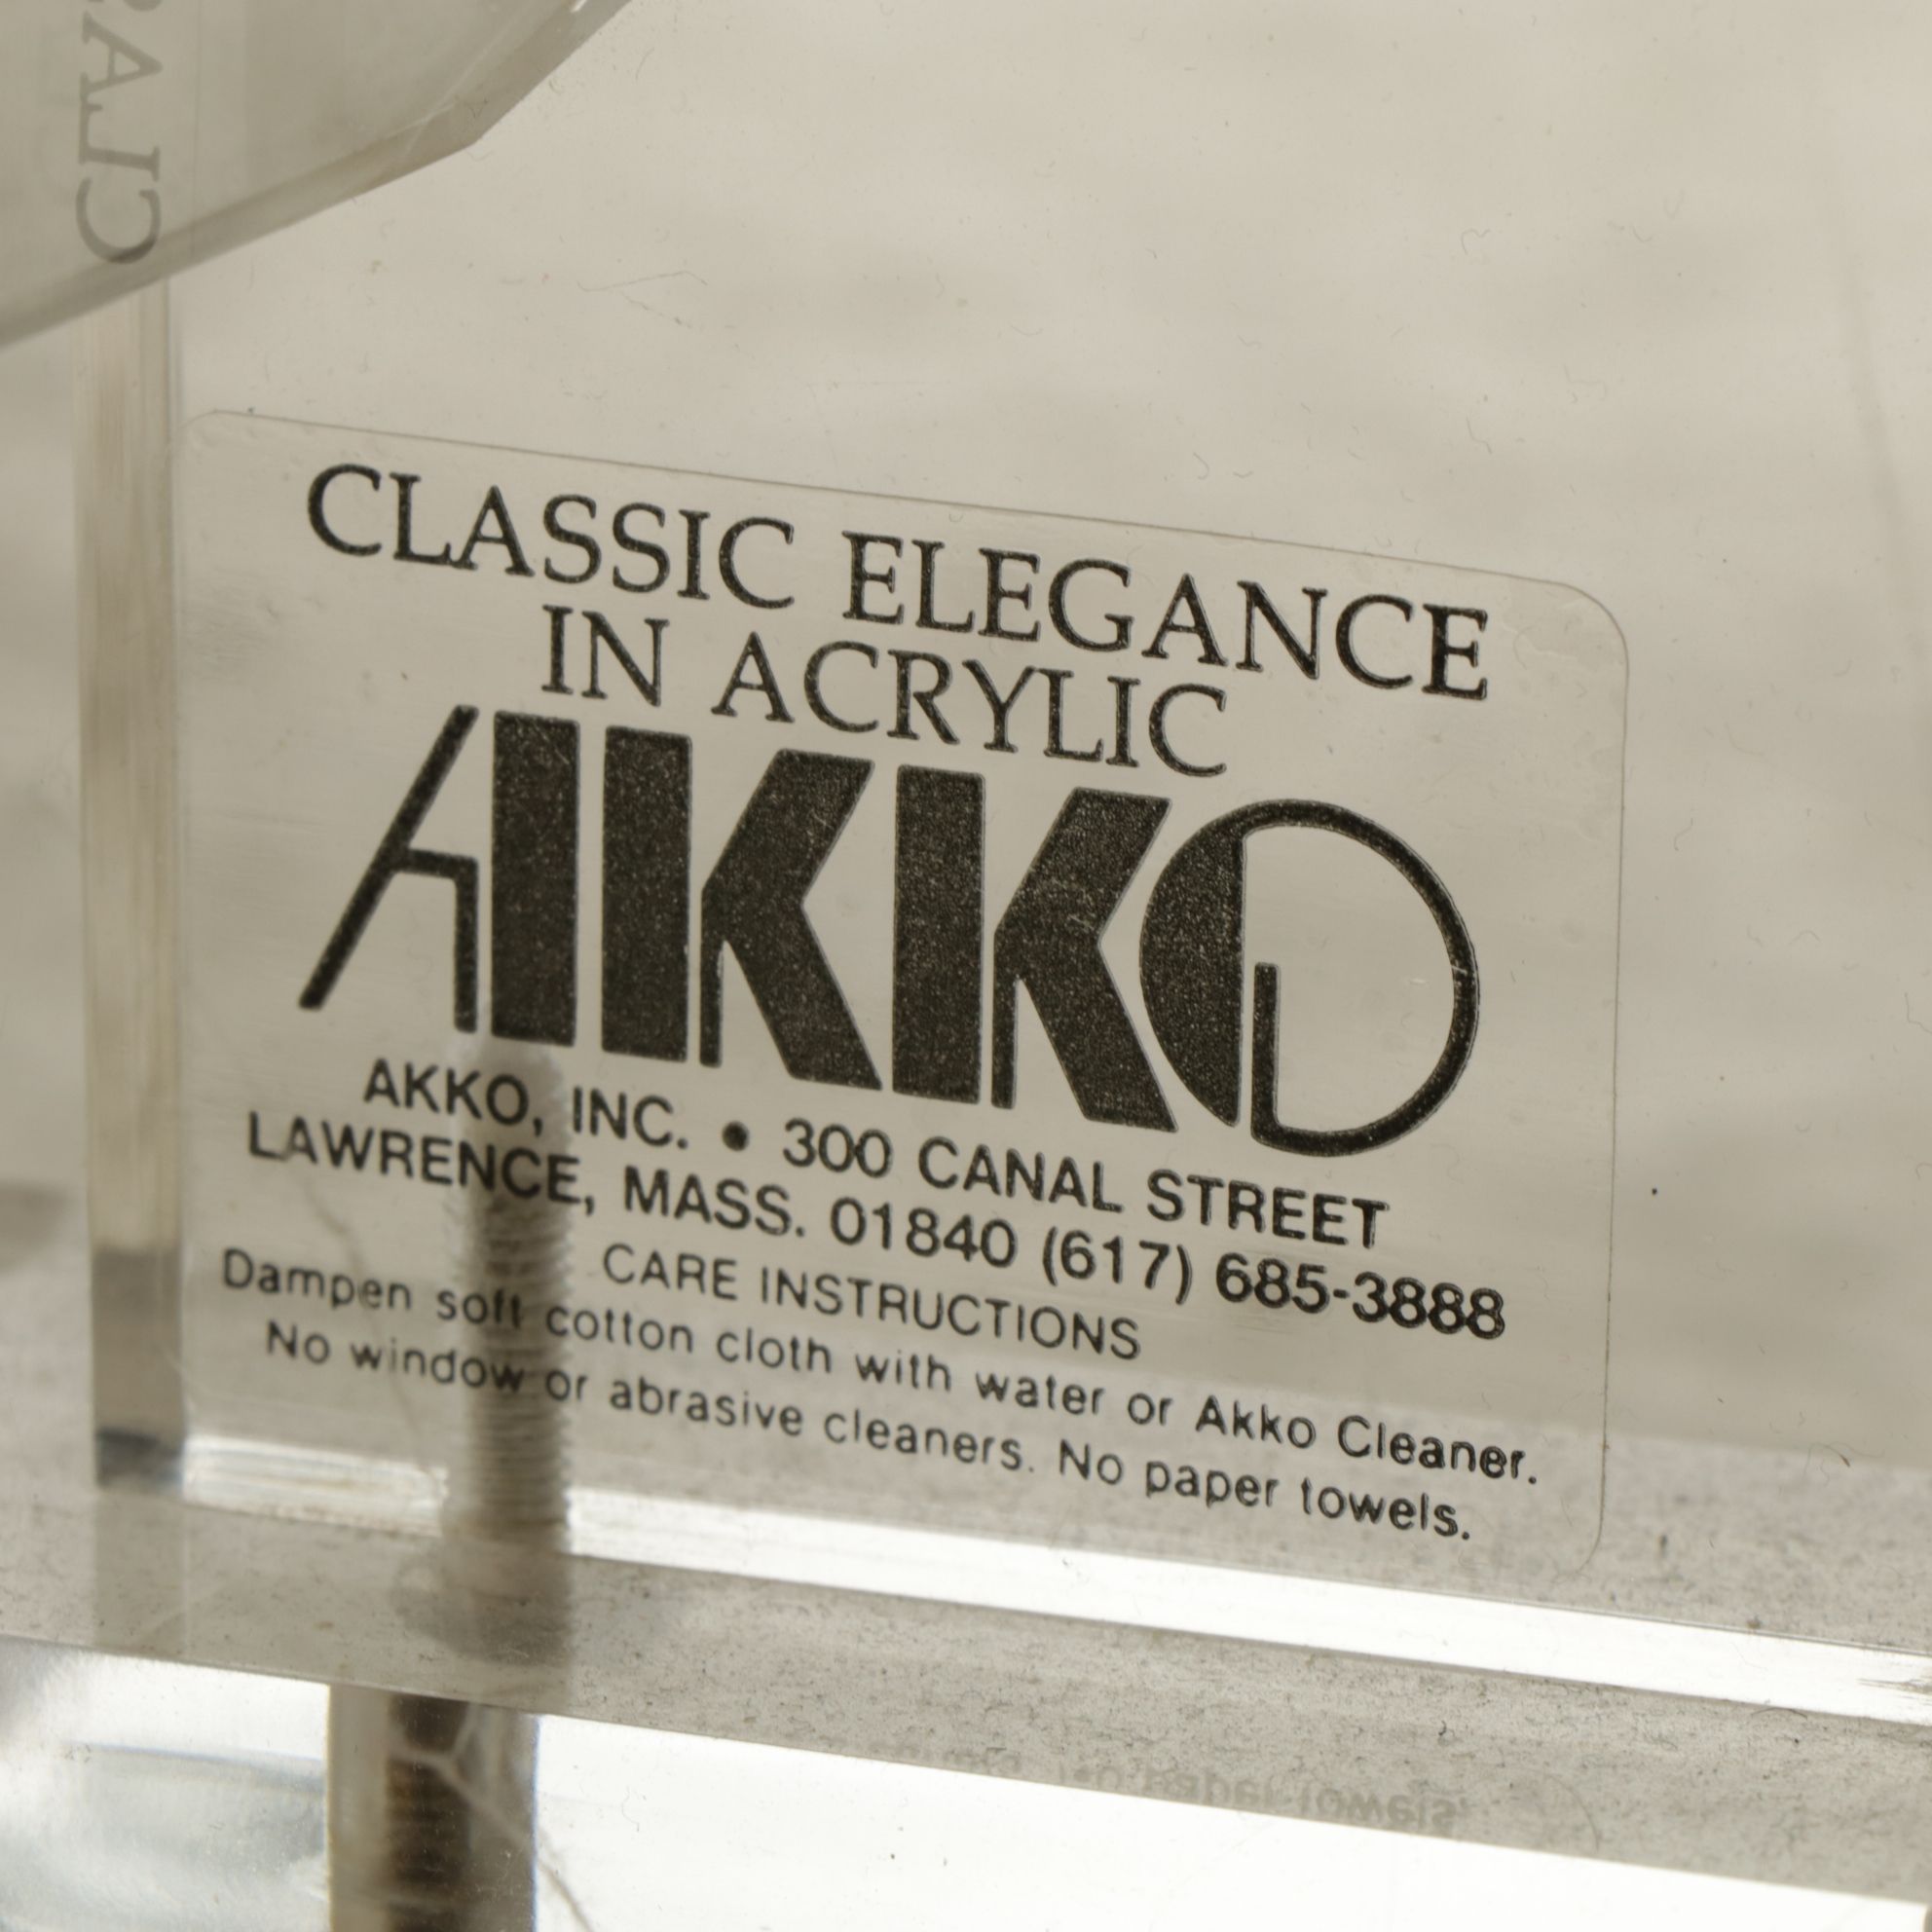 CLASSIC ELEGANCE
IN ACRYLIC
AKKO
AKKO, INC. • 300 CANAL STREET
LAWRENCE, MASS. 01840 (617) 685-3888
CARE INSTRUCTIONS
Dampen soft cotton cloth with water or Akko Cleaner.
No window or abrasive cleaners. No paper towels.